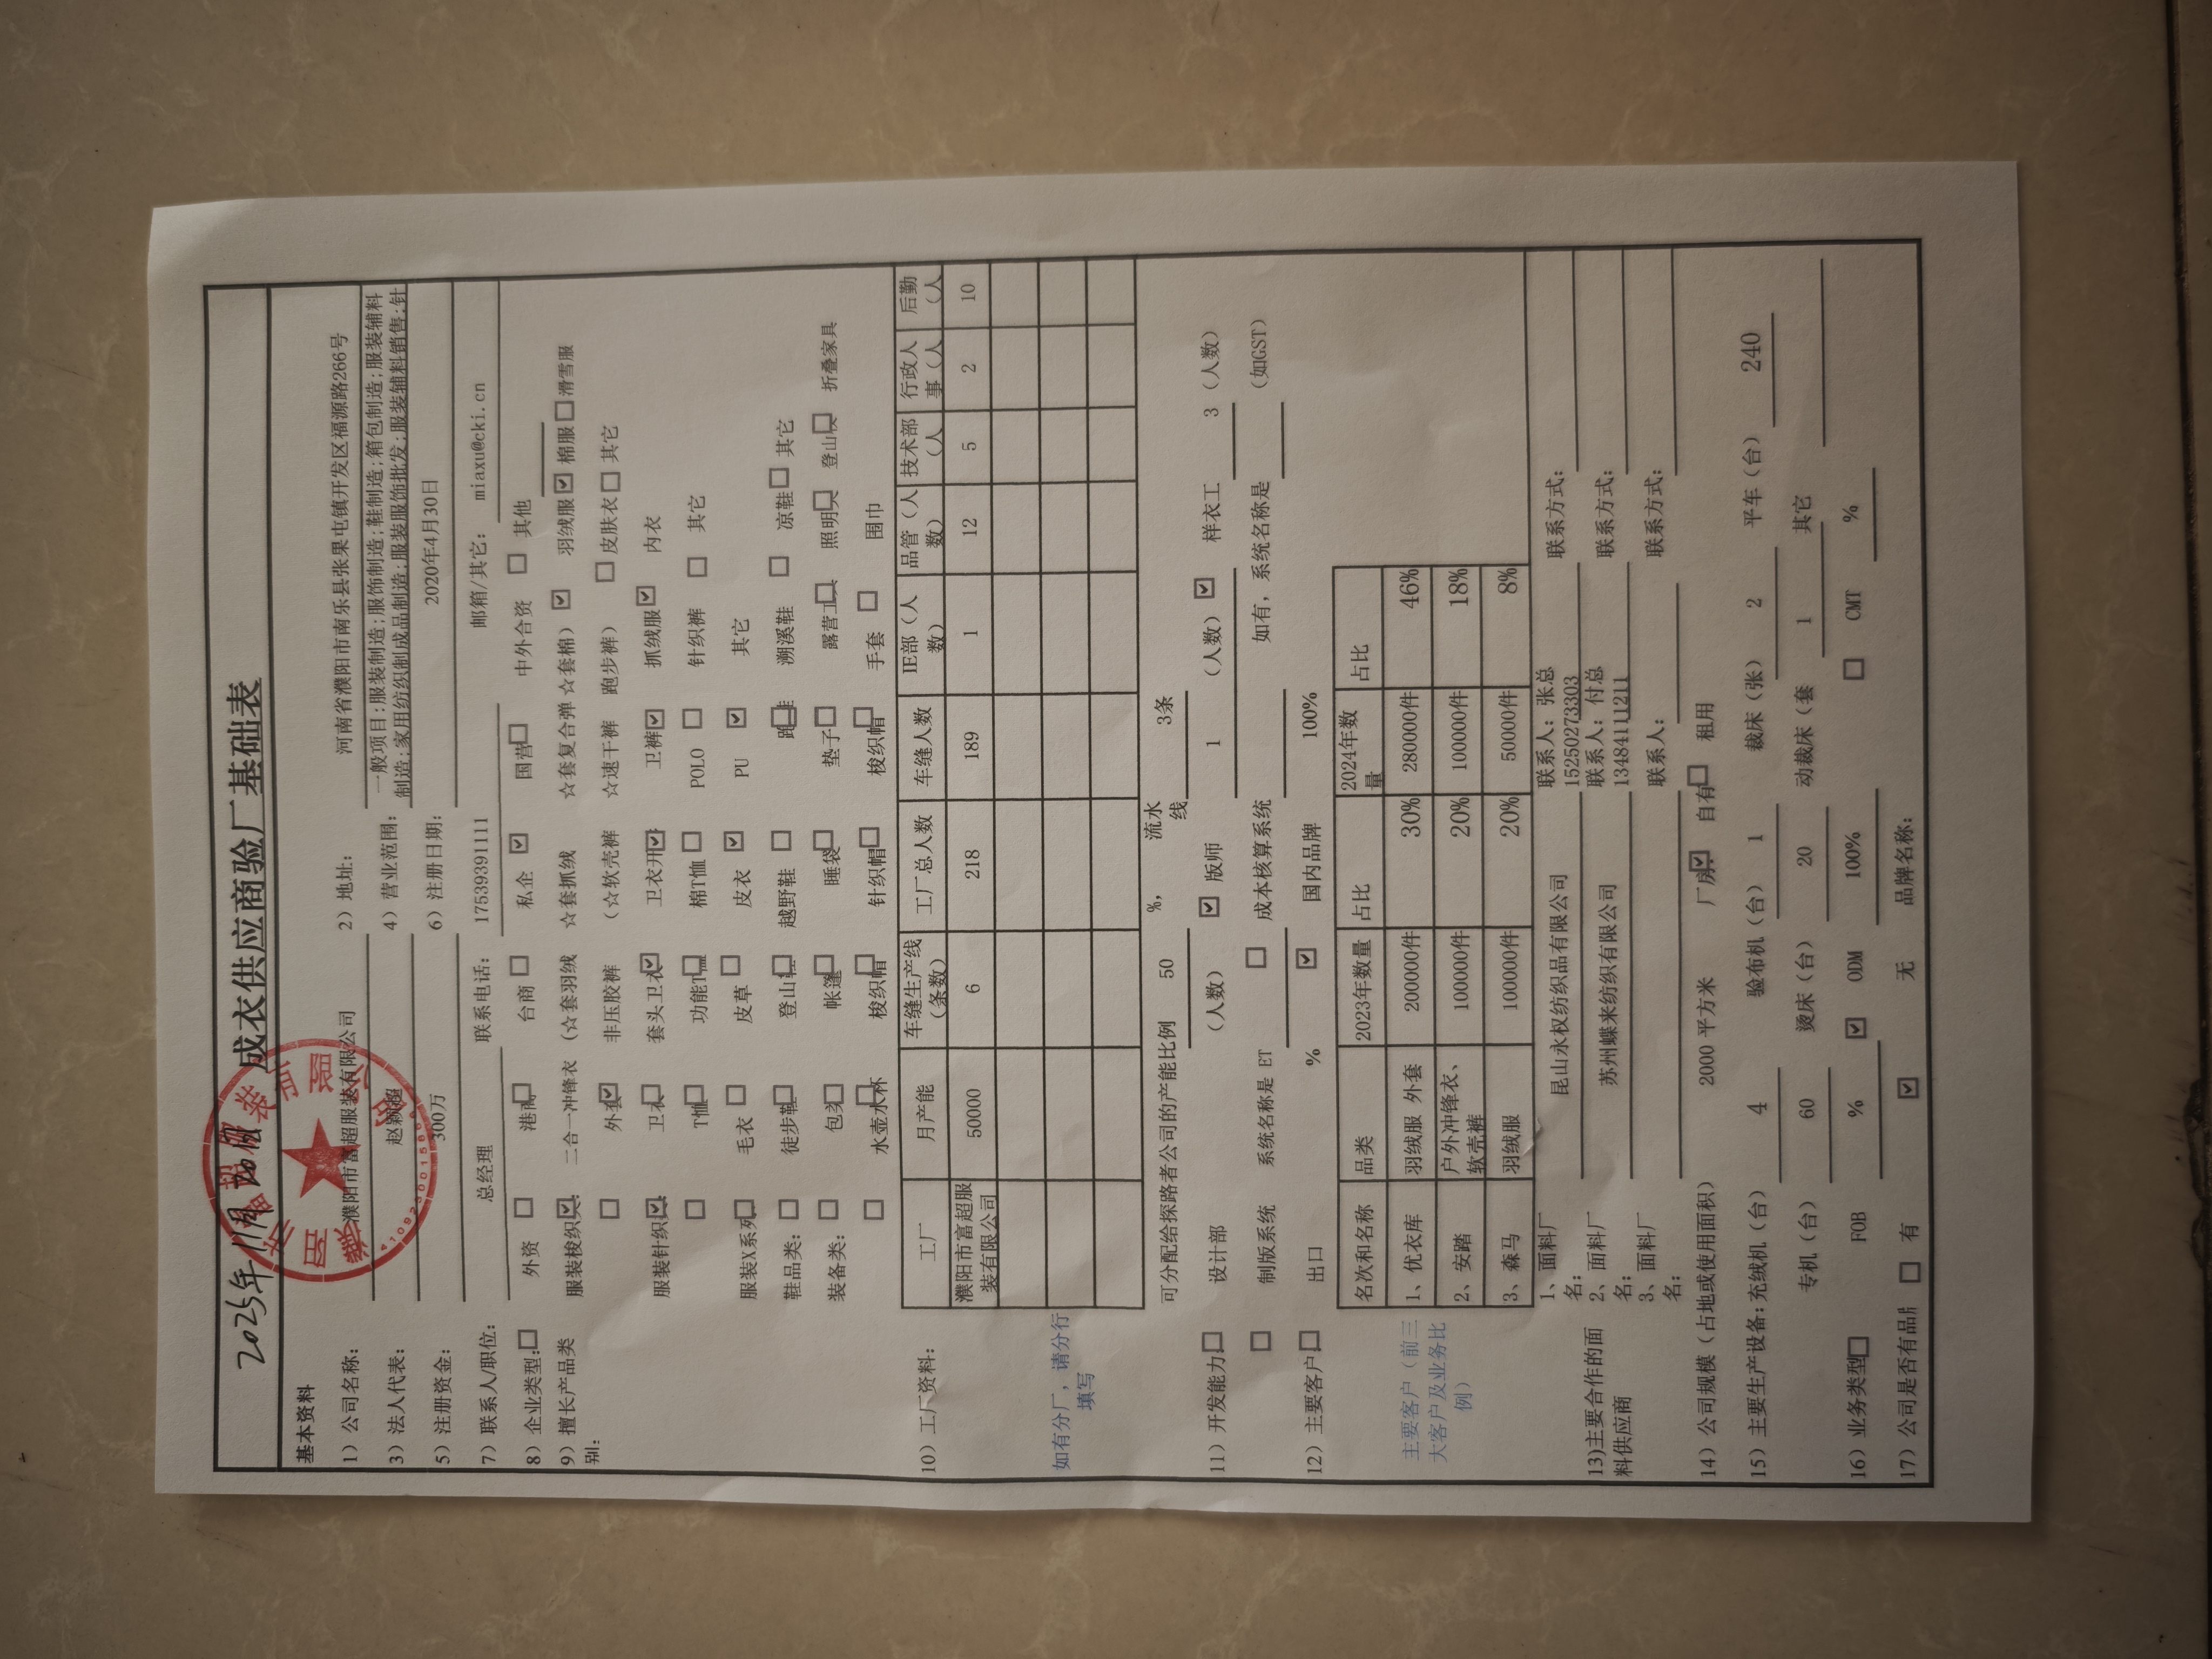 2025年11月20日 成衣供应商验厂基础表
基本资料
1）公司名称： 濮阳市富超服装有限公司 2）地址： 河南省濮阳市南乐县张果屯镇开发区福源路266号
3）法人代表： 赵颖超 4）营业范围： 一般项目:服装制造;服饰制造;鞋制造;箱包制造;服装辅料
制造;家用纺织制成品制造;服装服饰批发;服装辅料销售;针
5）注册资金： 300万 6）注册日期： 2020年4月30日
7）联系人/职位： 总经理 联系电话： 17539391111 邮箱/其它： miaxu@cki.cn
8）企业类型:☐ 外资 ☐ 港商☐ 台商 ☐ 私企 ☑ 国营☐ 中外合资 ☐ 其他
9）擅长产品类 服装梭织类:☑ 二合一冲锋衣 (☆套羽绒 ☆套抓绒 ☆套复合弹 ☆套棉） ☑ 羽绒服 ☑ 棉服 ☐ 滑雪服
别： ☐ 外套☑ 非压胶裤 （☆软壳裤 ☆速干裤 跑步裤） ☐ 皮肤衣 ☐ 其它
服装针织类:☑ 卫衣☐ 套头卫衣☑ 卫衣开☑ 卫裤☑ 抓绒服☑ 内衣
☐ T恤☐ 功能T恤☐ 棉T恤☐ POLO ☐ 针织裤 ☐ 其它
服装X系列☐ 毛衣 ☐ 皮草 ☐ 皮衣 ☑ PU ☑ 其它
鞋品类： ☐ 徒步鞋☐ 登山鞋☐ 越野鞋 ☐ 跑鞋☐ 溯溪鞋 ☐ 凉鞋☐ 其它
装备类： ☐ 包类☐ 帐篷☐ 睡袋☐ 垫子☐ 露营工具☐ 照明具☐ 登山杖☐ 折叠家具
☐ 水壶水杯☐ 梭织帽☐ 针织帽☐ 梭织帽☐ 手套 ☐ 围巾
10）工厂资料： 工厂 月产能 车缝生产线（条数） 工厂总人数 车缝人数 IE部（人数） 品管（人数） 技术部（人 行政人事（人 后勤（人
濮阳市富超服装有限公司 50000 6 218 189 1 12 5 2 10
如有分厂，请分行
填写
可分配给探路者公司的产能比例 50 %， 流水线 3条
11）开发能力☐ 设计部 （人数） ☑ 版师 1 （人数） ☑ 样衣工 3 （人数）
☐ 制版系统 系统名称是 ET ☐ 成本核算系统 如有，系统名称是 （如GST）
12）主要客户☐ 出口 % ☑ 国内品牌 100%
主要客户（前三
大客户及业务比
例）
名次和名称 品类 2023年数量 占比 2024年数量 占比
1、优衣库 羽绒服 外套 200000件 30% 280000件 46%
2、安踏 户外冲锋衣、软壳裤 100000件 20% 100000件 18%
3、森马 羽绒服 100000件 20% 50000件 8%
13)主要合作的面
料供应商
1、面料厂名： 昆山永权纺织品有限公司 联系人：张总 15250273303 联系方式：
2、面料厂名： 苏州蝶来纺织有限公司 联系人：付总 13484111211 联系方式：
3、面料厂名： 联系人： 联系方式：
14）公司规模（占地或使用面积） 2000 平方米 厂房☑ 自有☐ 租用
15）主要生产设备:充绒机（台） 4 验布机（台） 1 裁床（张） 2 平车（台） 240
专机（台） 60 烫床（台） 20 动裁床（套 1 其它
16）业务类型☐ FOB % ☑ ODM 100% ☐ CMT %
17）公司是否有品牌 ☐ 有 ☑ 无 品牌名称：